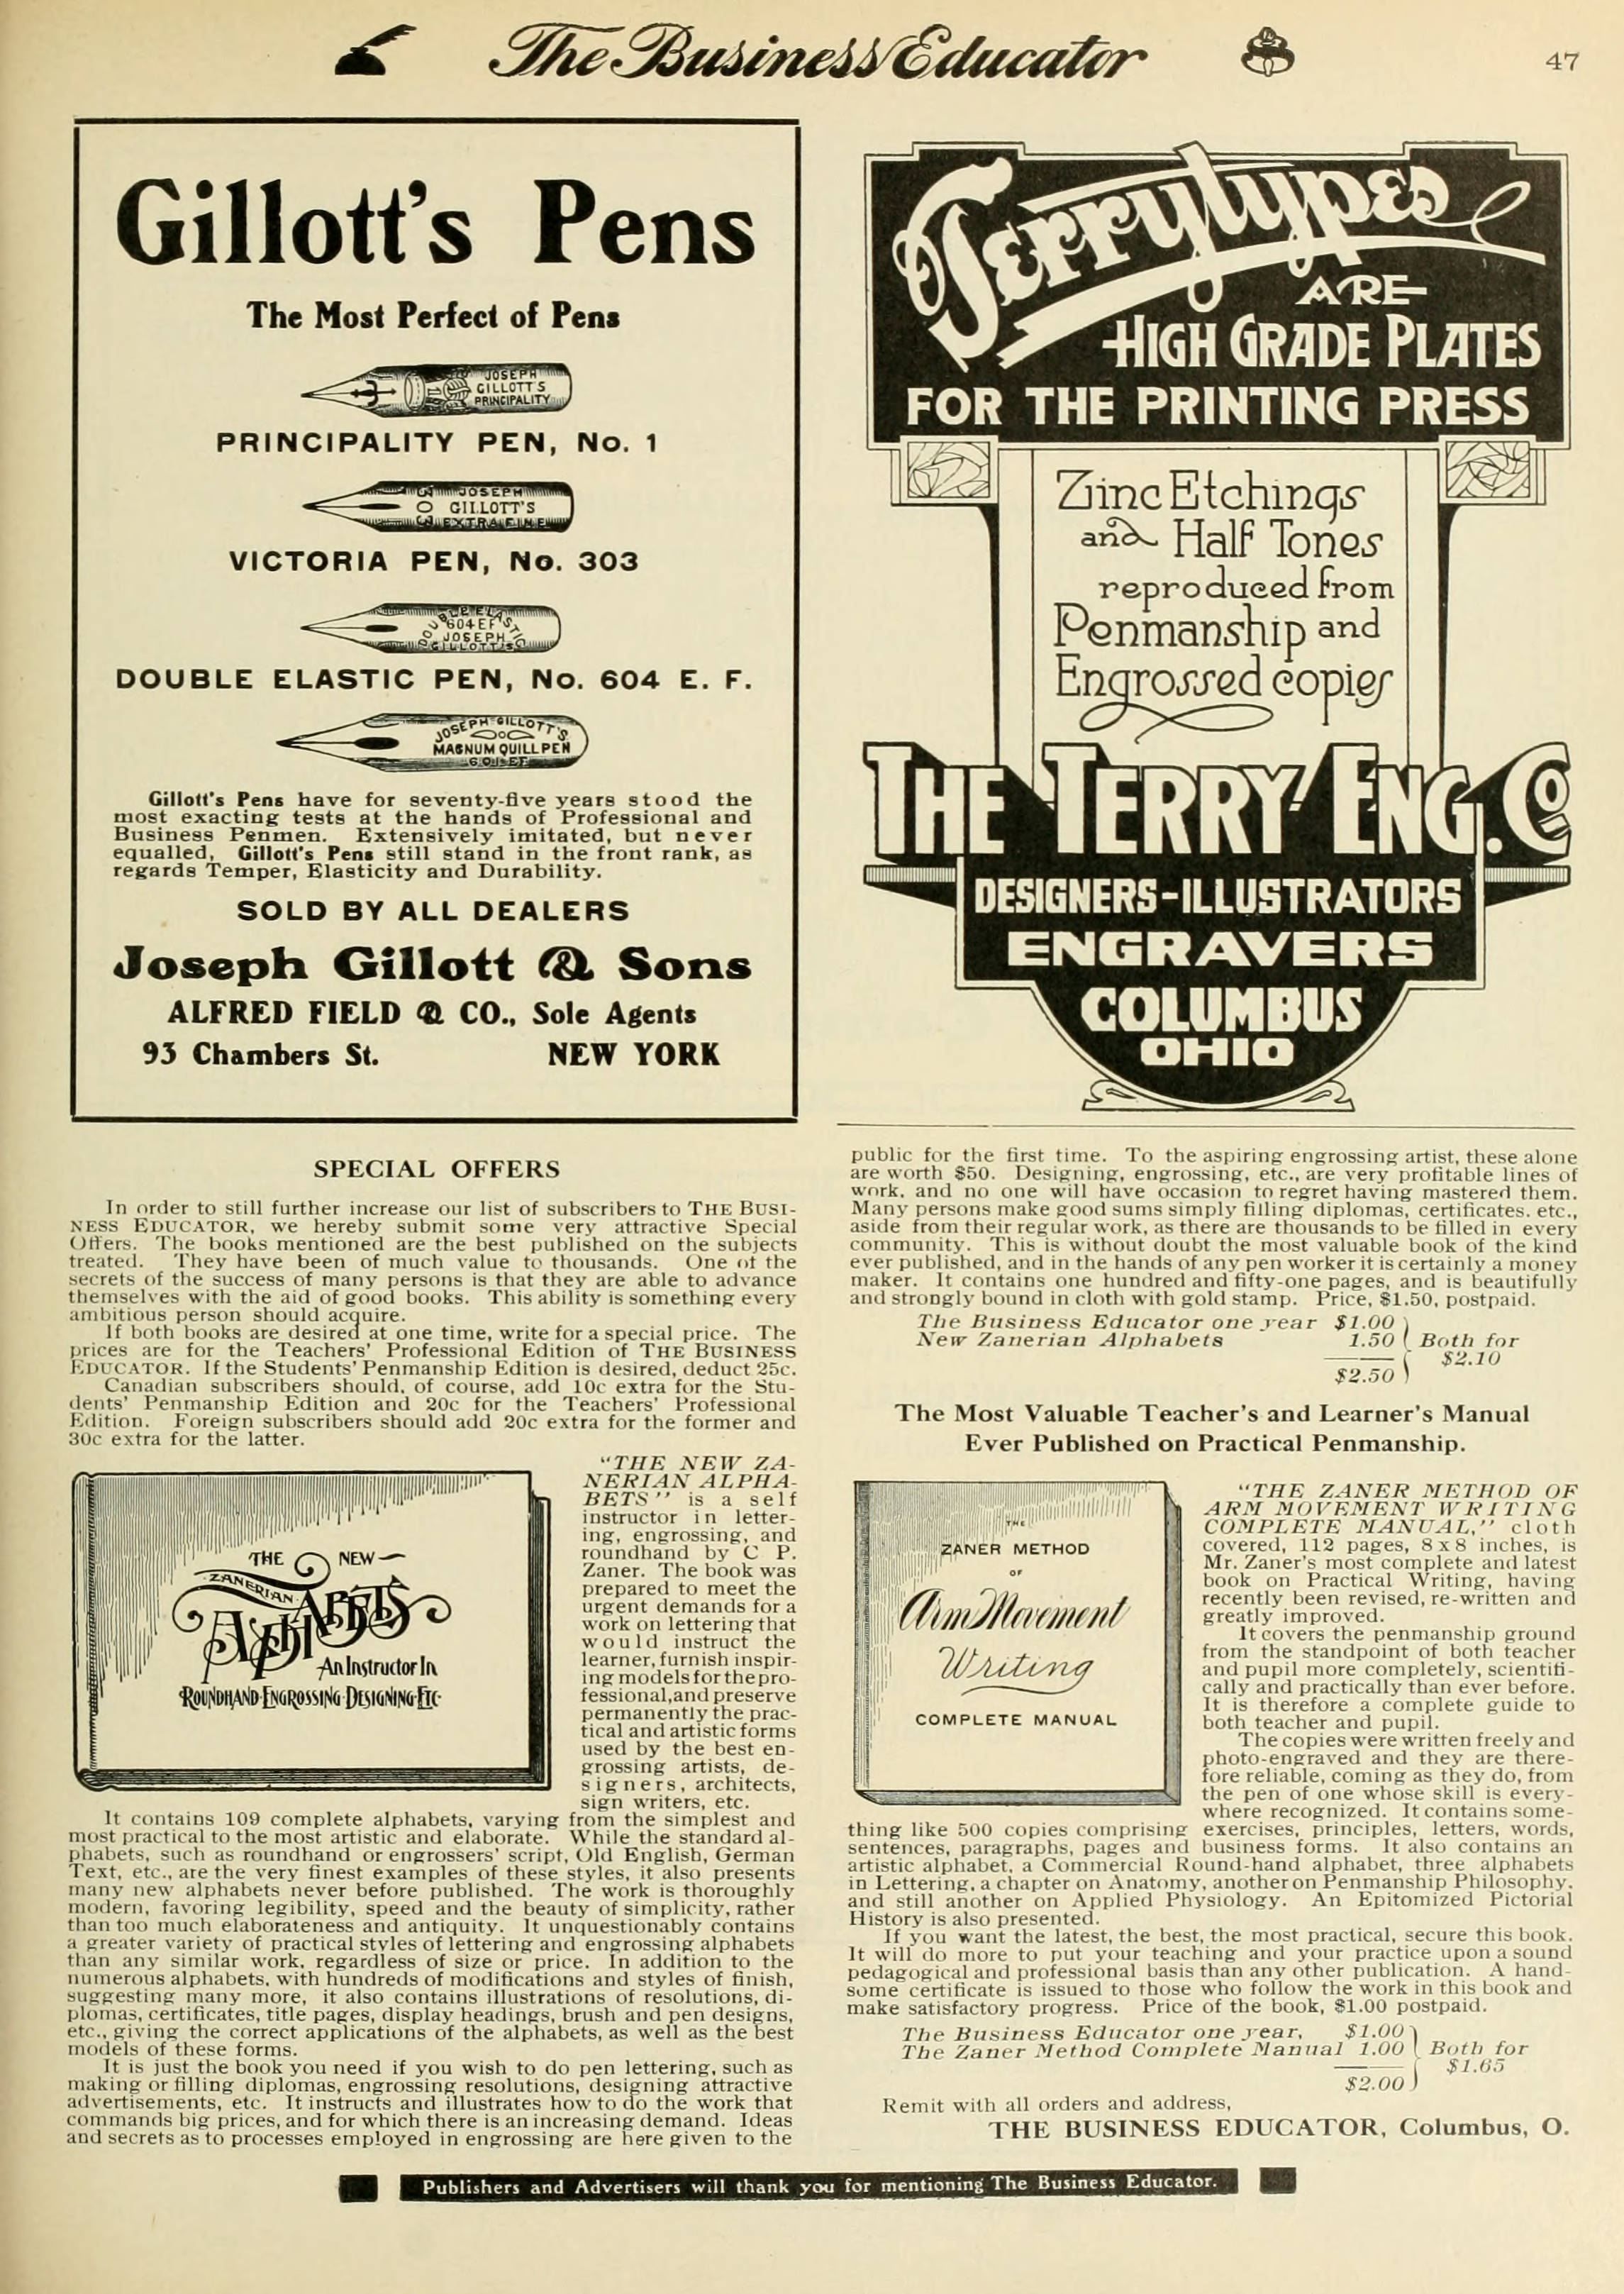 The Business Educator
47
Gillott's Pens
The Most Perfect of Pens
JOSEPH
GILLOTT'S
PRINCIPALITY
PRINCIPALITY PEN, No. 1
303
JOSEPH
GILLOTT'S
EXTRA FINE
VICTORIA PEN, No. 303
DOUBLE ELASTIC
604 EF
JOSEPH
GILLOTT'S
DOUBLE ELASTIC PEN, No. 604 E. F.
JOSEPH GILLOTT'S
MAGNUM QUILL PEN
601 EF
Gillott's Pens have for seventy-five years stood the
most exacting tests at the hands of Professional and
Business Penmen. Extensively imitated, but never
equalled, Gillott's Pens still stand in the front rank, as
regards Temper, Elasticity and Durability.
SOLD BY ALL DEALERS
Joseph Gillott & Sons
ALFRED FIELD & CO., Sole Agents
93 Chambers St. NEW YORK
Terrytypes
ARE
HIGH GRADE PLATES
FOR THE PRINTING PRESS
Zinc Etchings
and Half Tones
reproduced from
Penmanship and
Engrossed copies
THE TERRY ENG. Co
DESIGNERS-ILLUSTRATORS
ENGRAVERS
COLUMBUS
OHIO
SPECIAL OFFERS
In order to still further increase our list of subscribers to THE BUSI-
NESS EDUCATOR, we hereby submit some very attractive Special
Offers. The books mentioned are the best published on the subjects
treated. They have been of much value to thousands. One of the
secrets of the success of many persons is that they are able to advance
themselves with the aid of good books. This ability is something every
ambitious person should acquire.
If both books are desired at one time, write for a special price. The
prices are for the Teachers' Professional Edition of THE BUSINESS
EDUCATOR. If the Students' Penmanship Edition is desired, deduct 25c.
Canadian subscribers should, of course, add 10c extra for the Stu-
dents' Penmanship Edition and 20c for the Teachers' Professional
Edition. Foreign subscribers should add 20c extra for the former and
30c extra for the latter.
THE NEW
ZANERIAN
ALPHABETS
An Instructor In
ROUNDHAND·ENGROSSING·DESIGNING·ETC·
"THE NEW ZA-
NERIAN ALPHA-
BETS" is a self
instructor in letter-
ing, engrossing, and
roundhand by C P.
Zaner. The book was
prepared to meet the
urgent demands for a
work on lettering that
would instruct the
learner, furnish inspir-
ing models for the pro-
fessional, and preserve
permanently the prac-
tical and artistic forms
used by the best en-
grossing artists, de-
signers, architects,
sign writers, etc.
It contains 109 complete alphabets, varying from the simplest and
most practical to the most artistic and elaborate. While the standard al-
phabets, such as roundhand or engrossers' script, Old English, German
Text, etc., are the very finest examples of these styles, it also presents
many new alphabets never before published. The work is thoroughly
modern, favoring legibility, speed and the beauty of simplicity, rather
than too much elaborateness and antiquity. It unquestionably contains
a greater variety of practical styles of lettering and engrossing alphabets
than any similar work, regardless of size or price. In addition to the
numerous alphabets, with hundreds of modifications and styles of finish,
suggesting many more, it also contains illustrations of resolutions, di-
plomas, certificates, title pages, display headings, brush and pen designs,
etc., giving the correct applications of the alphabets, as well as the best
models of these forms.
It is just the book you need if you wish to do pen lettering, such as
making or filling diplomas, engrossing resolutions, designing attractive
advertisements, etc. It instructs and illustrates how to do the work that
commands big prices, and for which there is an increasing demand. Ideas
and secrets as to processes employed in engrossing are here given to the
public for the first time. To the aspiring engrossing artist, these alone
are worth $50. Designing, engrossing, etc., are very profitable lines of
work, and no one will have occasion to regret having mastered them.
Many persons make good sums simply filling diplomas, certificates. etc.,
aside from their regular work, as there are thousands to be filled in every
community. This is without doubt the most valuable book of the kind
ever published, and in the hands of any pen worker it is certainly a money
maker. It contains one hundred and fifty-one pages, and is beautifully
and strongly bound in cloth with gold stamp. Price, $1.50, postpaid.
The Business Educator one year $1.00
New Zanerian Alphabets 1.50 Both for
$2.10
$2.50
The Most Valuable Teacher's and Learner's Manual
Ever Published on Practical Penmanship.
THE
ZANER METHOD
OF
Arm Movement
Writing
COMPLETE MANUAL
"THE ZANER METHOD OF
ARM MOVEMENT WRITING
COMPLETE MANUAL," cloth
covered, 112 pages, 8 x 8 inches, is
Mr. Zaner's most complete and latest
book on Practical Writing, having
recently been revised, re-written and
greatly improved.
It covers the penmanship ground
from the standpoint of both teacher
and pupil more completely, scientifi-
cally and practically than ever before.
It is therefore a complete guide to
both teacher and pupil.
The copies were written freely and
photo-engraved and they are there-
fore reliable, coming as they do, from
the pen of one whose skill is every-
where recognized. It contains some-
thing like 500 copies comprising exercises, principles, letters, words,
sentences, paragraphs, pages and business forms. It also contains an
artistic alphabet, a Commercial Round-hand alphabet, three alphabets
in Lettering, a chapter on Anatomy, another on Penmanship Philosophy,
and still another on Applied Physiology. An Epitomized Pictorial
History is also presented.
If you want the latest, the best, the most practical, secure this book.
It will do more to put your teaching and your practice upon a sound
pedagogical and professional basis than any other publication. A hand-
some certificate is issued to those who follow the work in this book and
make satisfactory progress. Price of the book, $1.00 postpaid.
The Business Educator one year, $1.00
The Zaner Method Complete Manual 1.00 Both for
$1.65
$2.00
Remit with all orders and address,
THE BUSINESS EDUCATOR, Columbus, O.
Publishers and Advertisers will thank you for mentioning The Business Educator.